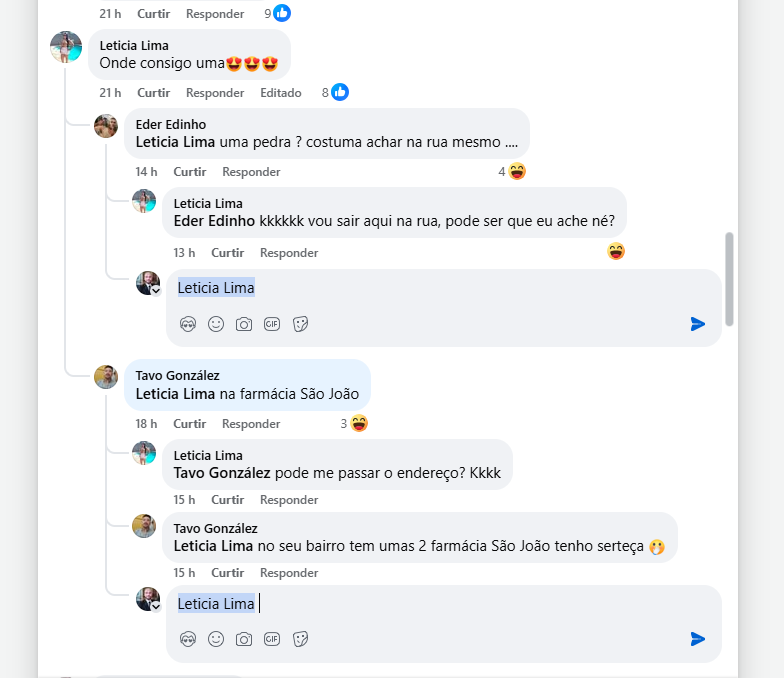 21 h Curtir Responder 9
Leticia Lima
Onde consigo uma😍😍😍
21 h Curtir Responder Editado 8
Eder Edinho
Leticia Lima uma pedra ? costuma achar na rua mesmo ....
14 h Curtir Responder 4
Leticia Lima
Eder Edinho kkkkkk vou sair aqui na rua, pode ser que eu ache né?
13 h Curtir Responder
Leticia Lima
GIF
Tavo González
Leticia Lima na farmácia São João
18 h Curtir Responder 3
Leticia Lima
Tavo González pode me passar o endereço? Kkkk
15 h Curtir Responder
Tavo González
Leticia Lima no seu bairro tem umas 2 farmácia São João tenho serteça 🤭
15 h Curtir Responder
Leticia Lima
GIF